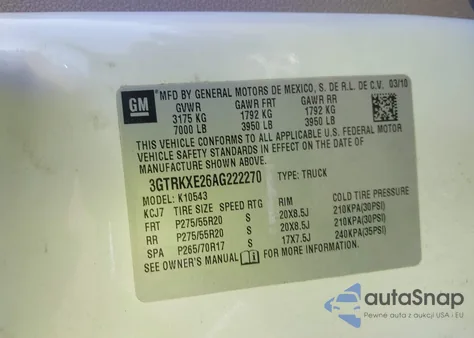 GM
MFD BY GENERAL MOTORS DE MEXICO, S. DE R.L. DE C.V. 03/10
GVWR GAWR FRT GAWR RR
3175 KG 1792 KG 1792 KG
7000 LB 3950 LB 3950 LB
THIS VEHICLE CONFORMS TO ALL APPLICABLE U.S. FEDERAL MOTOR
VEHICLE SAFETY STANDARDS IN EFFECT ON THE DATE OF
MANUFACTURE SHOWN ABOVE.
3GTRKXE26AG222270 TYPE: TRUCK
MODEL: K10543
KCJ7 TIRE SIZE SPEED RTG RIM COLD TIRE PRESSURE
FRT P275/55R20 S 20X8.5J 210KPA(30PSI)
RR P275/55R20 S 20X8.5J 210KPA(30PSI)
SPA P265/70R17 S 17X7.5J 240KPA(35PSI)
SEE OWNER'S MANUAL FOR MORE INFORMATION.
autoSnap
Pewne auta z aukcji USA i EU